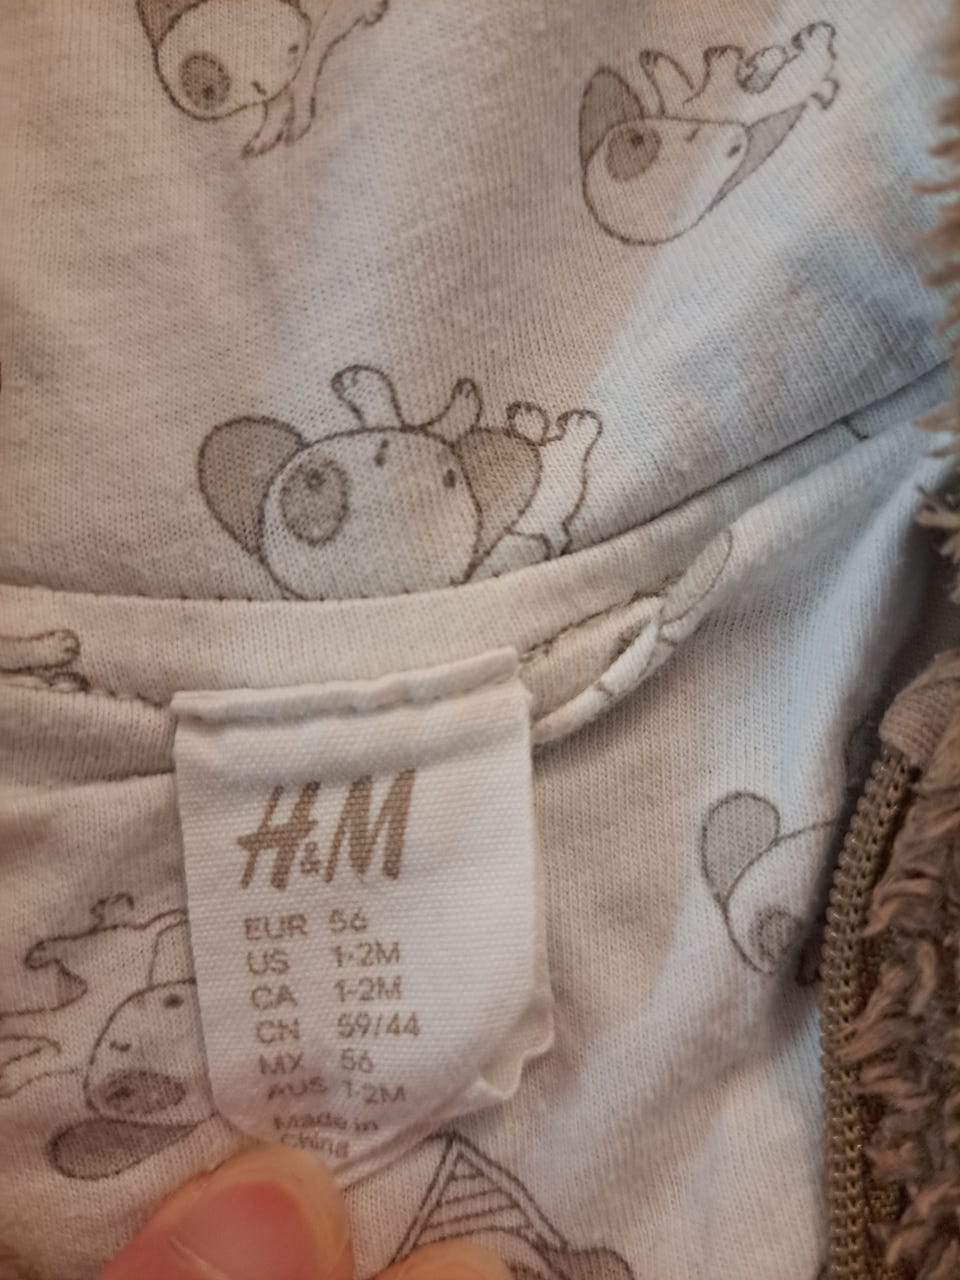 H&M
EUR 56
US 1-2M
CA 1-2M
CN 59/44
MX 56
AUS 1-2M
Made in
China